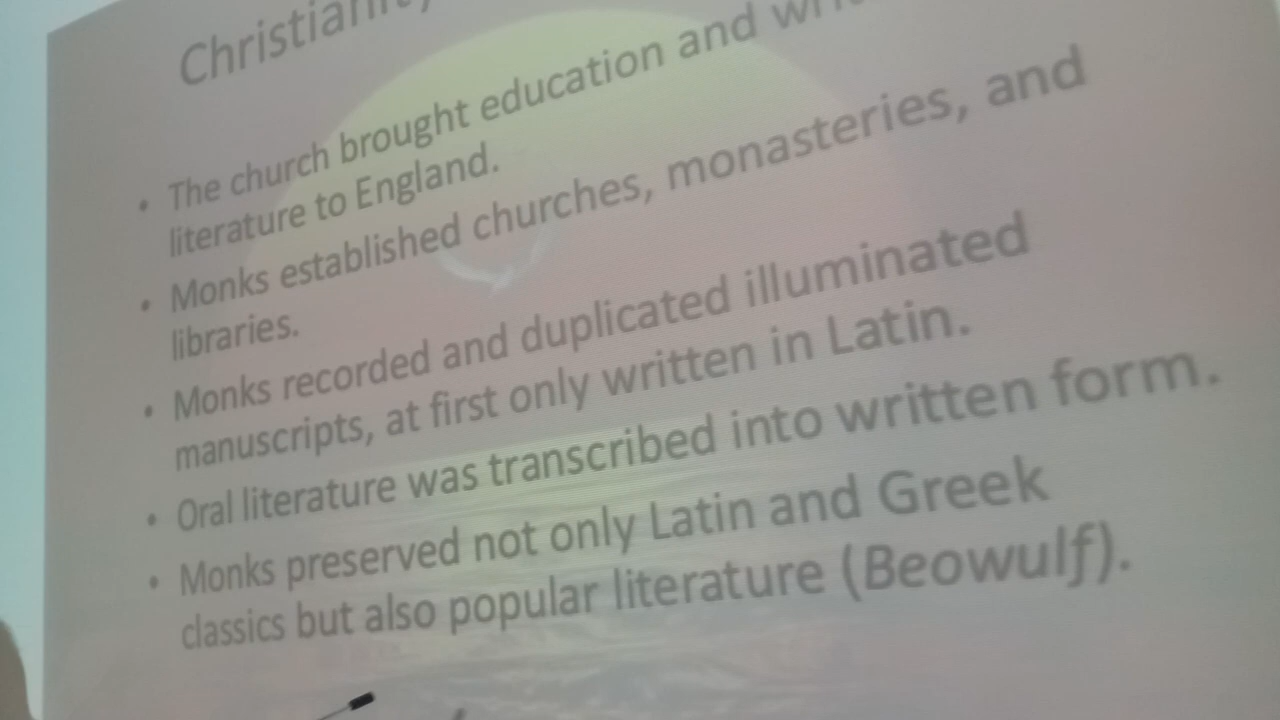 Christianity
• The church brought education and
literature to England.
• Monks established churches, monasteries, and
libraries.
• Monks recorded and duplicated illuminated
manuscripts, at first only written in Latin.
• Oral literature was transcribed into written form.
• Monks preserved not only Latin and Greek
classics but also popular literature (Beowulf).